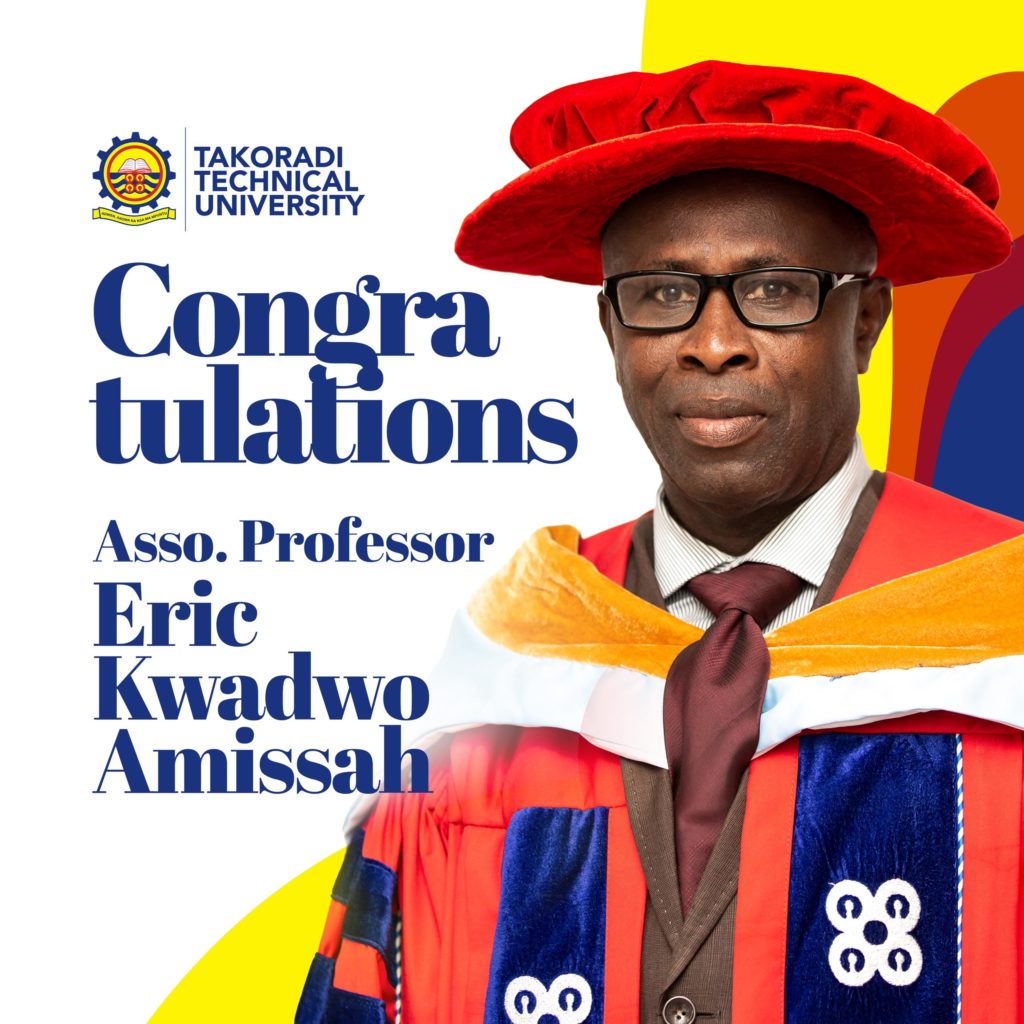 TAKORADI
TECHNICAL
UNIVERSITY
Congra
tulations
Asso. Professor
Eric
Kwadwo
Amissah